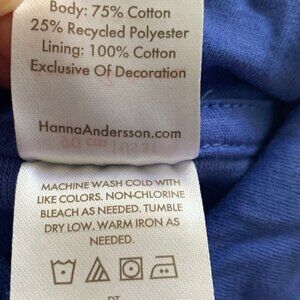 Body: 75% Cotton
25% Recycled Polyester
Lining: 100% Cotton
Exclusive Of Decoration
HannaAndersson.com
MACHINE WASH COLD WITH
LIKE COLORS. NON-CHLORINE
BLEACH AS NEEDED. TUMBLE
DRY LOW. WARM IRON AS
NEEDED.